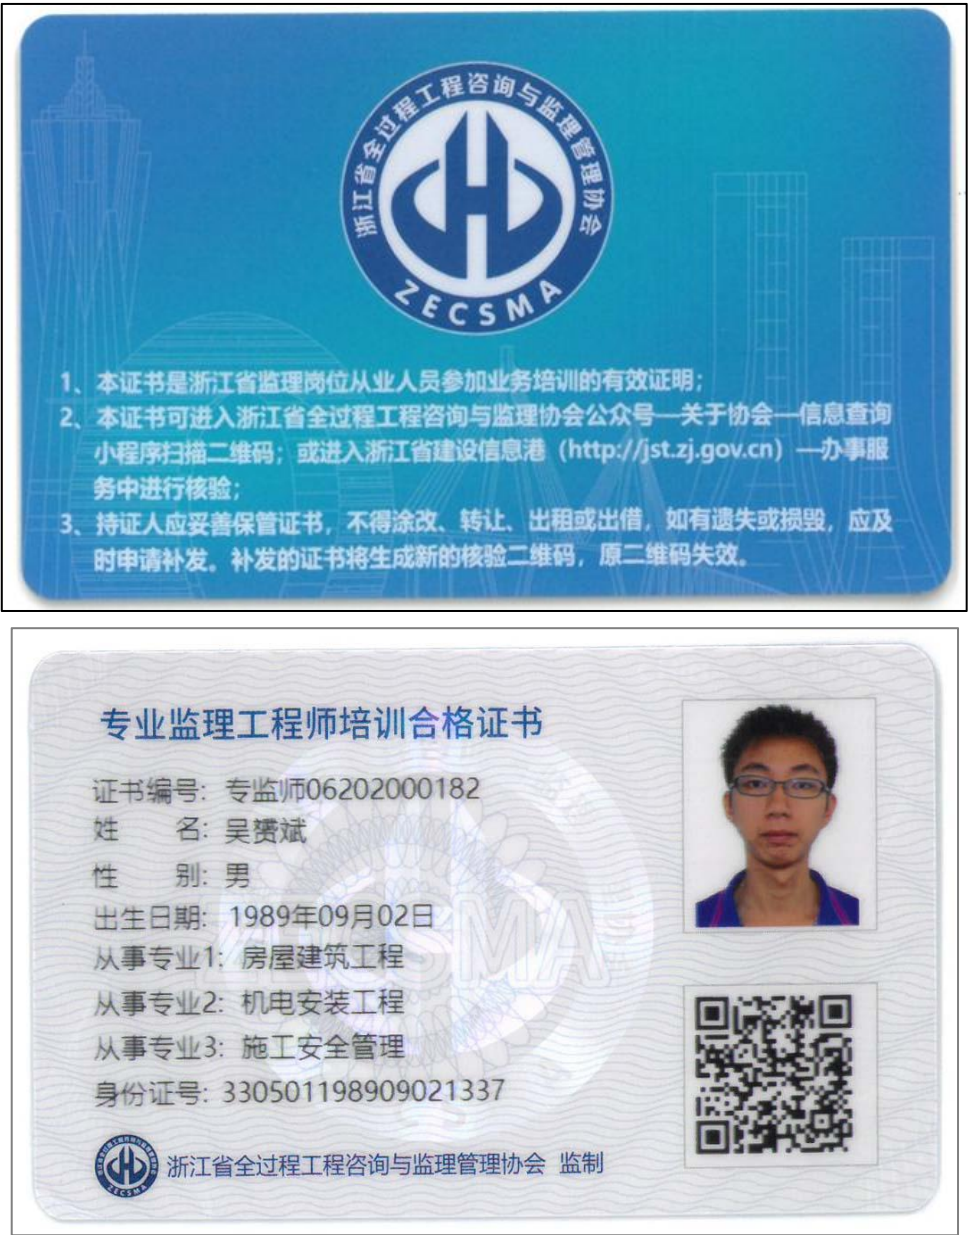 浙江省全过程工程咨询与监理管理协会
ZECSMA
1、本证书是浙江省监理岗位从业人员参加业务培训的有效证明；
2、本证书可进入浙江省全过程工程咨询与监理协会公众号—关于协会—信息查询
小程序扫描二维码；或进入浙江省建设信息港（http://jst.zj.gov.cn）—办事服
务中进行核验；
3、持证人应妥善保管证书，不得涂改、转让、出租或出借，如有遗失或损毁，应及
时申请补发。补发的证书将生成新的核验二维码，原二维码失效。
专业监理工程师培训合格证书
证书编号: 专监师06202000182
姓 名: 吴赟斌
性 别: 男
出生日期: 1989年09月02日
从事专业1: 房屋建筑工程
从事专业2: 机电安装工程
从事专业3: 施工安全管理
身份证号: 330501198909021337
ZECSMA
浙江省全过程工程咨询与监理管理协会 监制